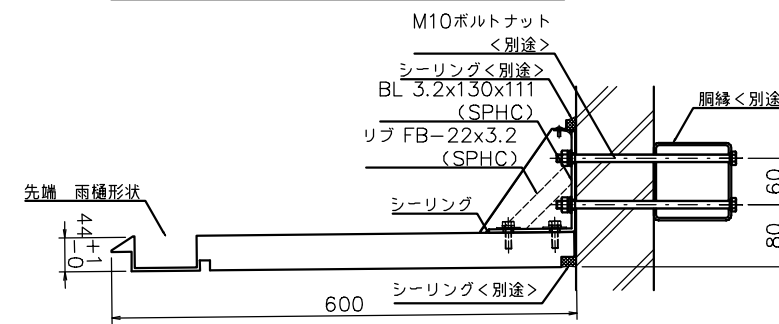 M10ボルトナット
<別途>
シーリング<別途>
BL 3.2x130x111
(SPHC)
胴縁<別途
リブ FB-22x3.2
(SPHC)
先端 雨樋形状
シーリング
60
80
44 +1
-0
600
シーリング<別途>